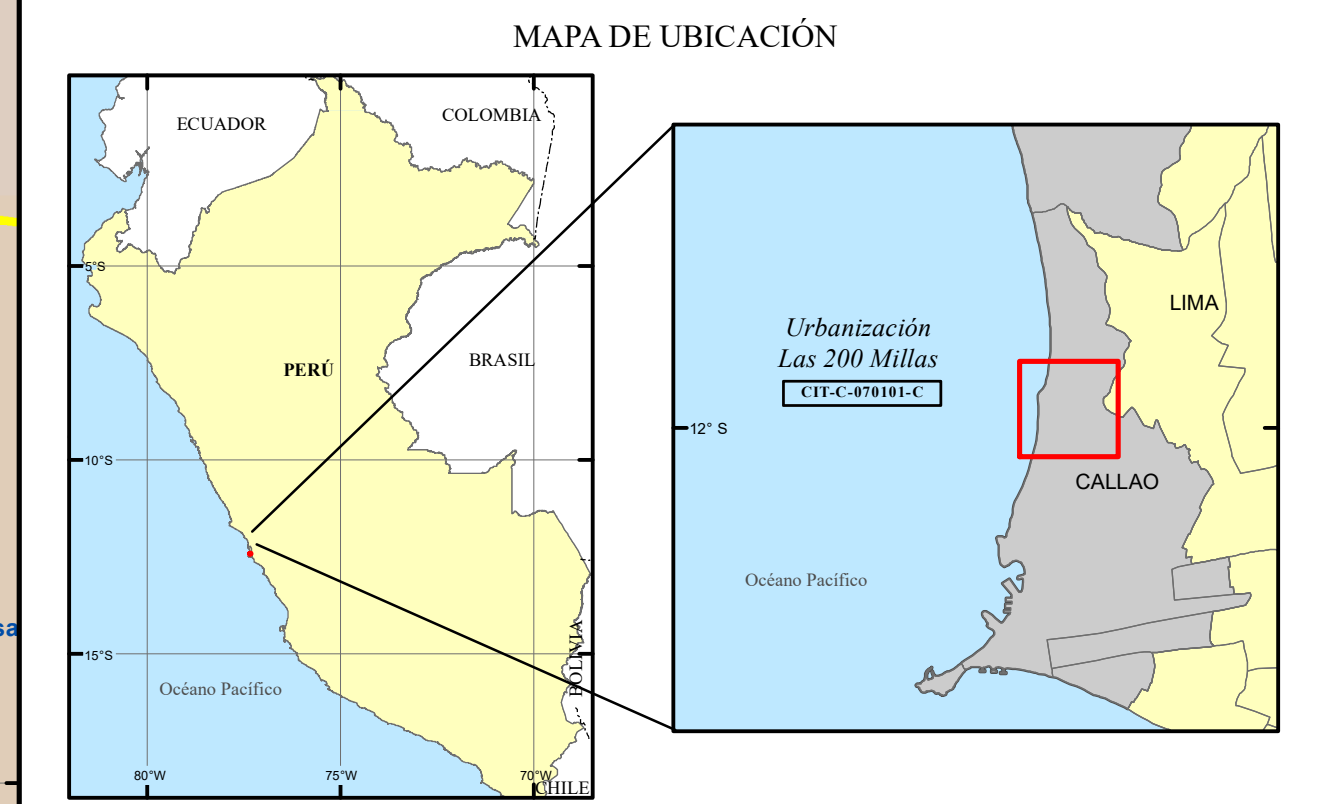 MAPA DE UBICACIÓN
ECUADOR
COLOMBIA
5°S
PERÚ
BRASIL
10°S
15°S
Océano Pacífico
BOLIVIA
80°W
75°W
70°W
CHILE
Urbanización
Las 200 Millas
CIT-C-070101-C
LIMA
12° S
CALLAO
Océano Pacífico
sa